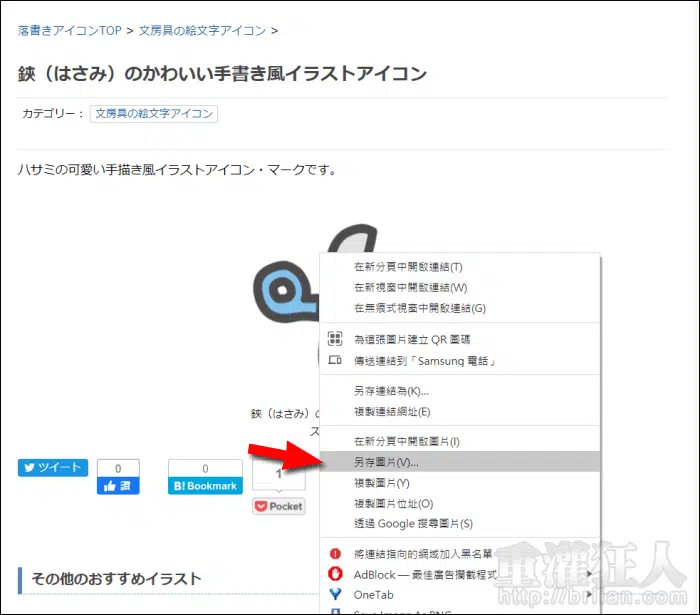 落書きアイコンTOP > 文房具の絵文字アイコン >
鋏（はさみ）のかわいい手書き風イラストアイコン
カテゴリー： 文房具の絵文字アイコン
ハサミの可愛い手描き風イラストアイコン・マークです。
在新分頁中開啟連結(T)
在新視窗中開啟連結(W)
在無痕式視窗中開啟連結(G)
為這張圖片建立 QR 圖碼
傳送連結到「Samsung 電話」
另存連結為(K)...
複製連結網址(E)
鋏（はさみ）の
ス
在新分頁中開啟圖片(I)
另存圖片(V)...
複製圖片(Y)
複製圖片位址(O)
透過 Google 搜尋圖片(S)
ツイート
0
讚
0
B! Bookmark
1
Pocket
將連結指向的網域加入黑名單
AdBlock — 最佳廣告攔截程式
OneTab
Save Image As PNG
その他のおすすめイラスト
重灌狂人
http://briian.com